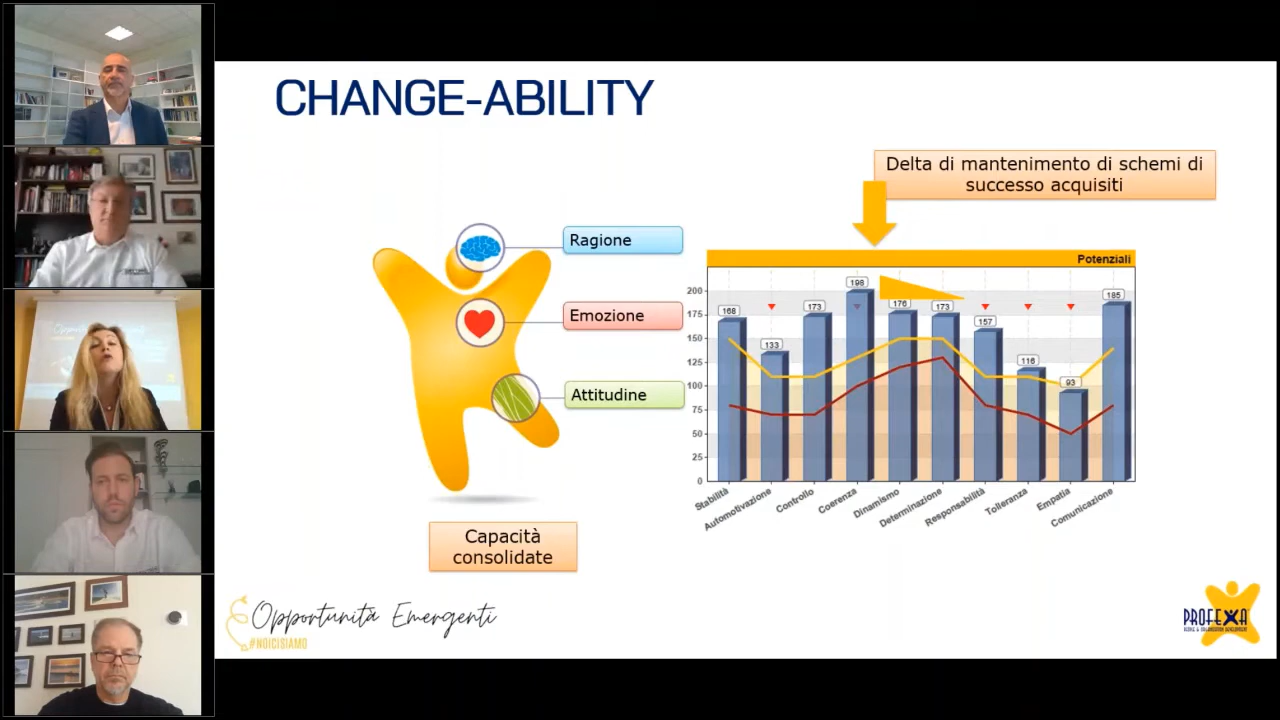 CHANGE-ABILITY
Delta di mantenimento di schemi di
successo acquisiti
Ragione
Emozione
Attitudine
Capacità
consolidate
Potenziali
200
175
150
125
100
75
50
25
0
168
133
173
198
176
173
157
116
93
185
Stabilità
Automotivazione
Controllo
Coerenza
Dinamismo
Determinazione
Responsabilità
Tolleranza
Empatia
Comunicazione
Opportunità Emergenti
#NOICISIAMO
PROFEXA